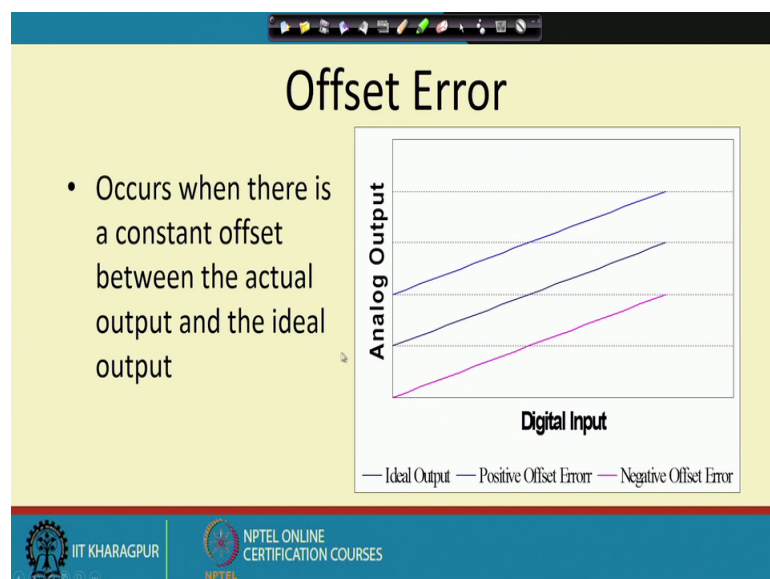 Offset Error
• Occurs when there is
a constant offset
between the actual
output and the ideal
output
Analog Output
Digital Input
Ideal Output
Positive Offset Errorr
Negative Offset Error
IIT KHARAGPUR
NPTEL ONLINE
CERTIFICATION COURSES
NPTEL